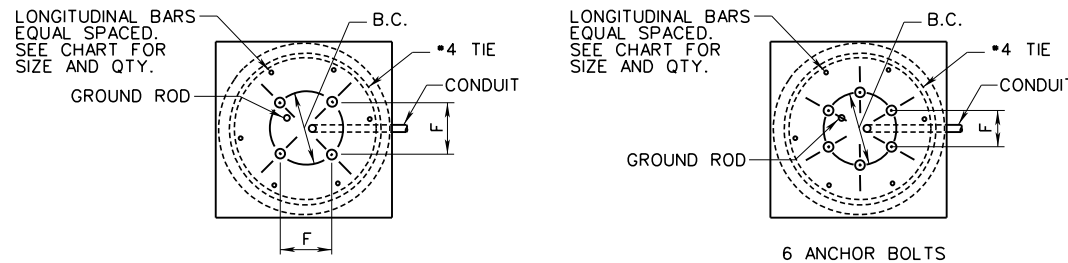 LONGITUDINAL BARS
EQUAL SPACED.
SEE CHART FOR
SIZE AND QTY.
B.C.
*4 TIE
CONDUIT
GROUND ROD
F
F
LONGITUDINAL BARS
EQUAL SPACED.
SEE CHART FOR
SIZE AND QTY.
B.C.
*4 TIE
CONDUIT
F
GROUND ROD
6 ANCHOR BOLTS